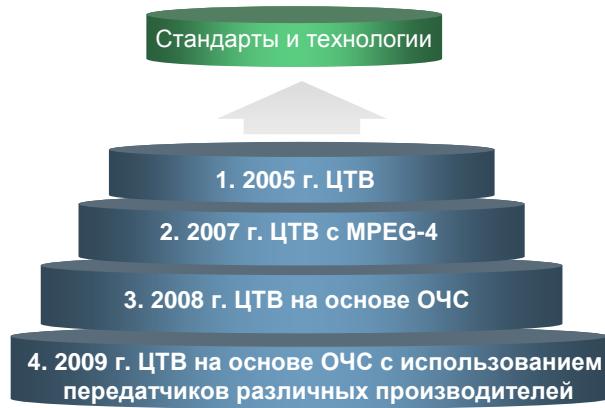 Стандарты и технологии
1. 2005 г. ЦТВ
2. 2007 г. ЦТВ с MPEG-4
3. 2008 г. ЦТВ на основе ОЧС
4. 2009 г. ЦТВ на основе ОЧС с использованием
передатчиков различных производителей